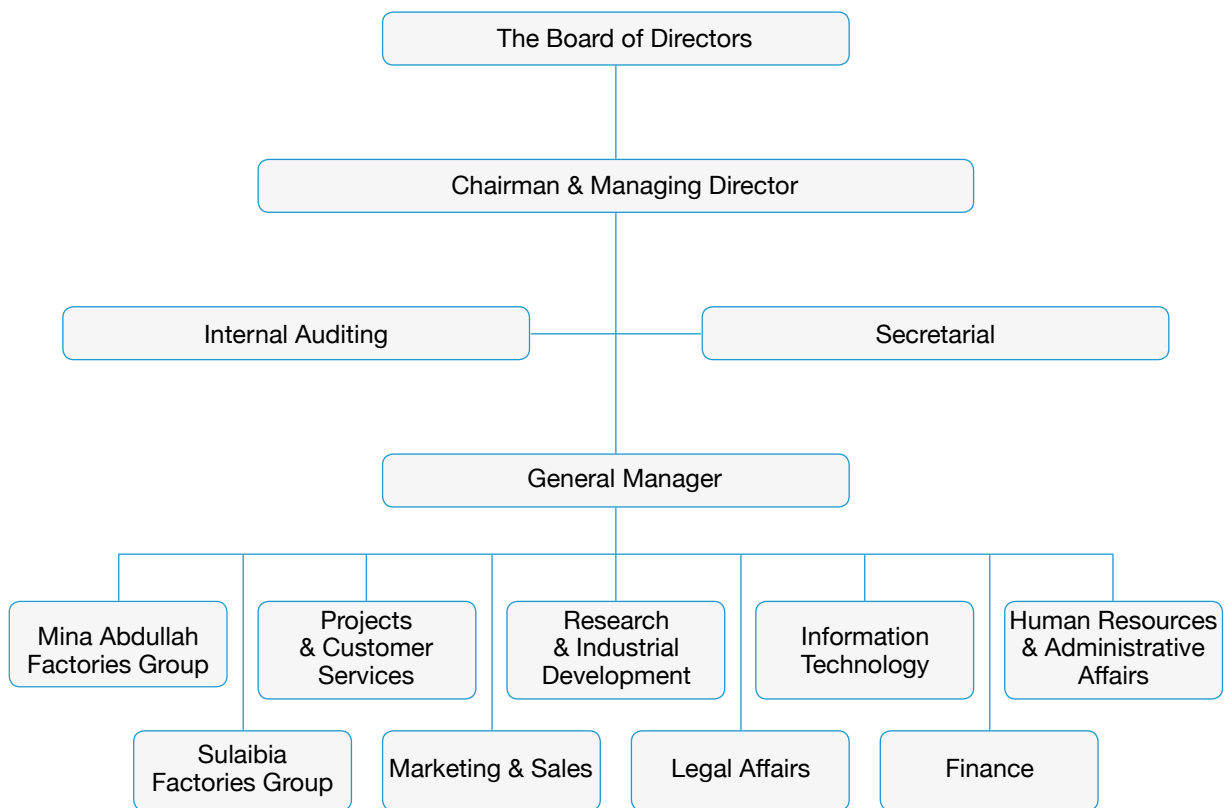 The Board of Directors
Chairman & Managing Director
Internal Auditing
Secretarial
General Manager
Mina Abdullah
Factories Group
Projects
& Customer
Services
Research
& Industrial
Development
Information
Technology
Human Resources
& Administrative
Affairs
Sulaibia
Factories Group
Marketing & Sales
Legal Affairs
Finance